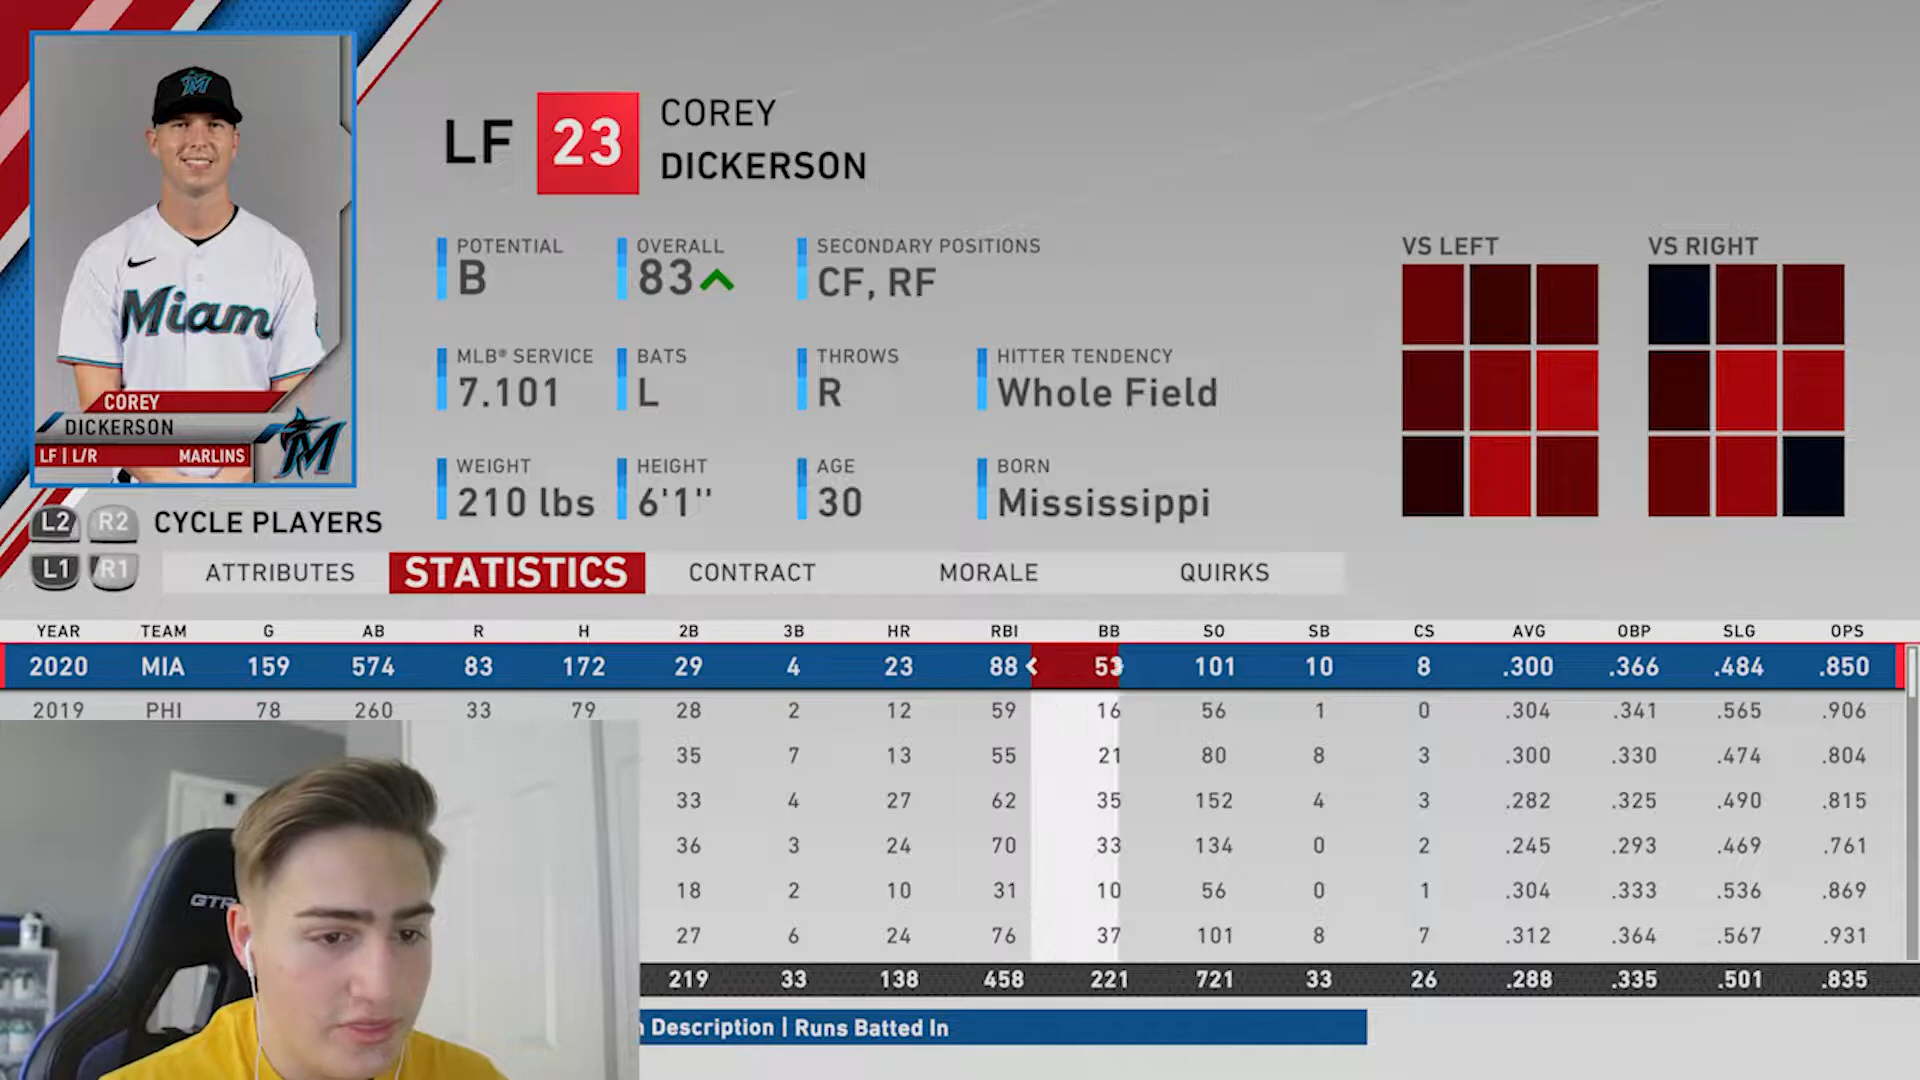 LF 23 COREY
DICKERSON
POTENTIAL
B
OVERALL
83
SECONDARY POSITIONS
CF, RF
VS LEFT
VS RIGHT
MLB® SERVICE
7.101
BATS
L
THROWS
R
HITTER TENDENCY
Whole Field
WEIGHT
210 lbs
HEIGHT
6'1"
AGE
30
BORN
Mississippi
M
Miam
COREY
DICKERSON
LF | L/R MARLINS
M
L2 R2 CYCLE PLAYERS
L1 R1
ATTRIBUTES STATISTICS CONTRACT MORALE QUIRKS
YEAR TEAM G AB R H 2B 3B HR RBI BB SO SB CS AVG OBP SLG OPS
2020 MIA 159 574 83 172 29 4 23 88 53 101 10 8 .300 .366 .484 .850
2019 PHI 78 260 33 79 28 2 12 59 16 56 1 0 .304 .341 .565 .906
35 7 13 55 21 80 8 3 .300 .330 .474 .804
33 4 27 62 35 152 4 3 .282 .325 .490 .815
36 3 24 70 33 134 0 2 .245 .293 .469 .761
18 2 10 31 10 56 0 1 .304 .333 .536 .869
27 6 24 76 37 101 8 7 .312 .364 .567 .931
219 33 138 458 221 721 33 26 .288 .335 .501 .835
Description | Runs Batted In
GTR